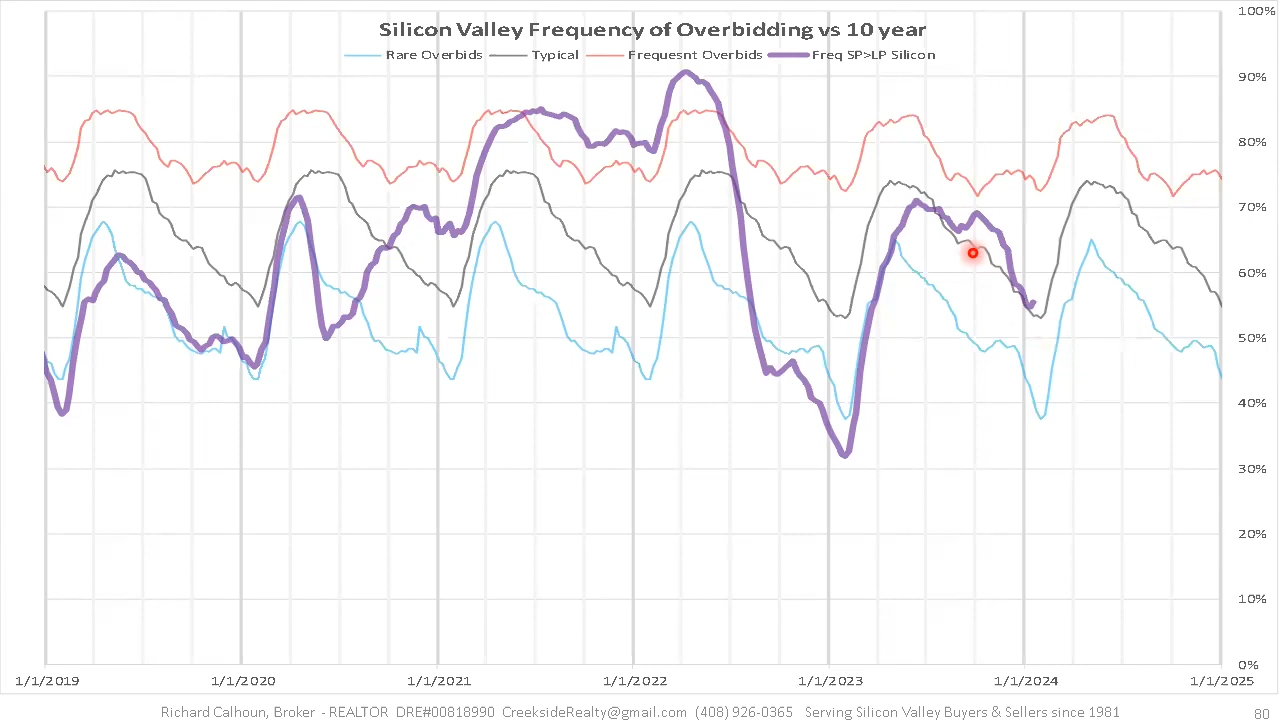 Silicon Valley Frequency of Overbidding vs 10 year
Rare Overbids Typical Frequesnt Overbids Freq SP>LP Silicon
100%
90%
80%
70%
60%
50%
40%
30%
20%
10%
0%
1/1/2019 1/1/2020 1/1/2021 1/1/2022 1/1/2023 1/1/2024 1/1/2025
Richard Calhoun, Broker - REALTOR DRE#00818990 CreeksideRealty@gmail.com (408) 926-0365 Serving Silicon Valley Buyers & Sellers since 1981 80